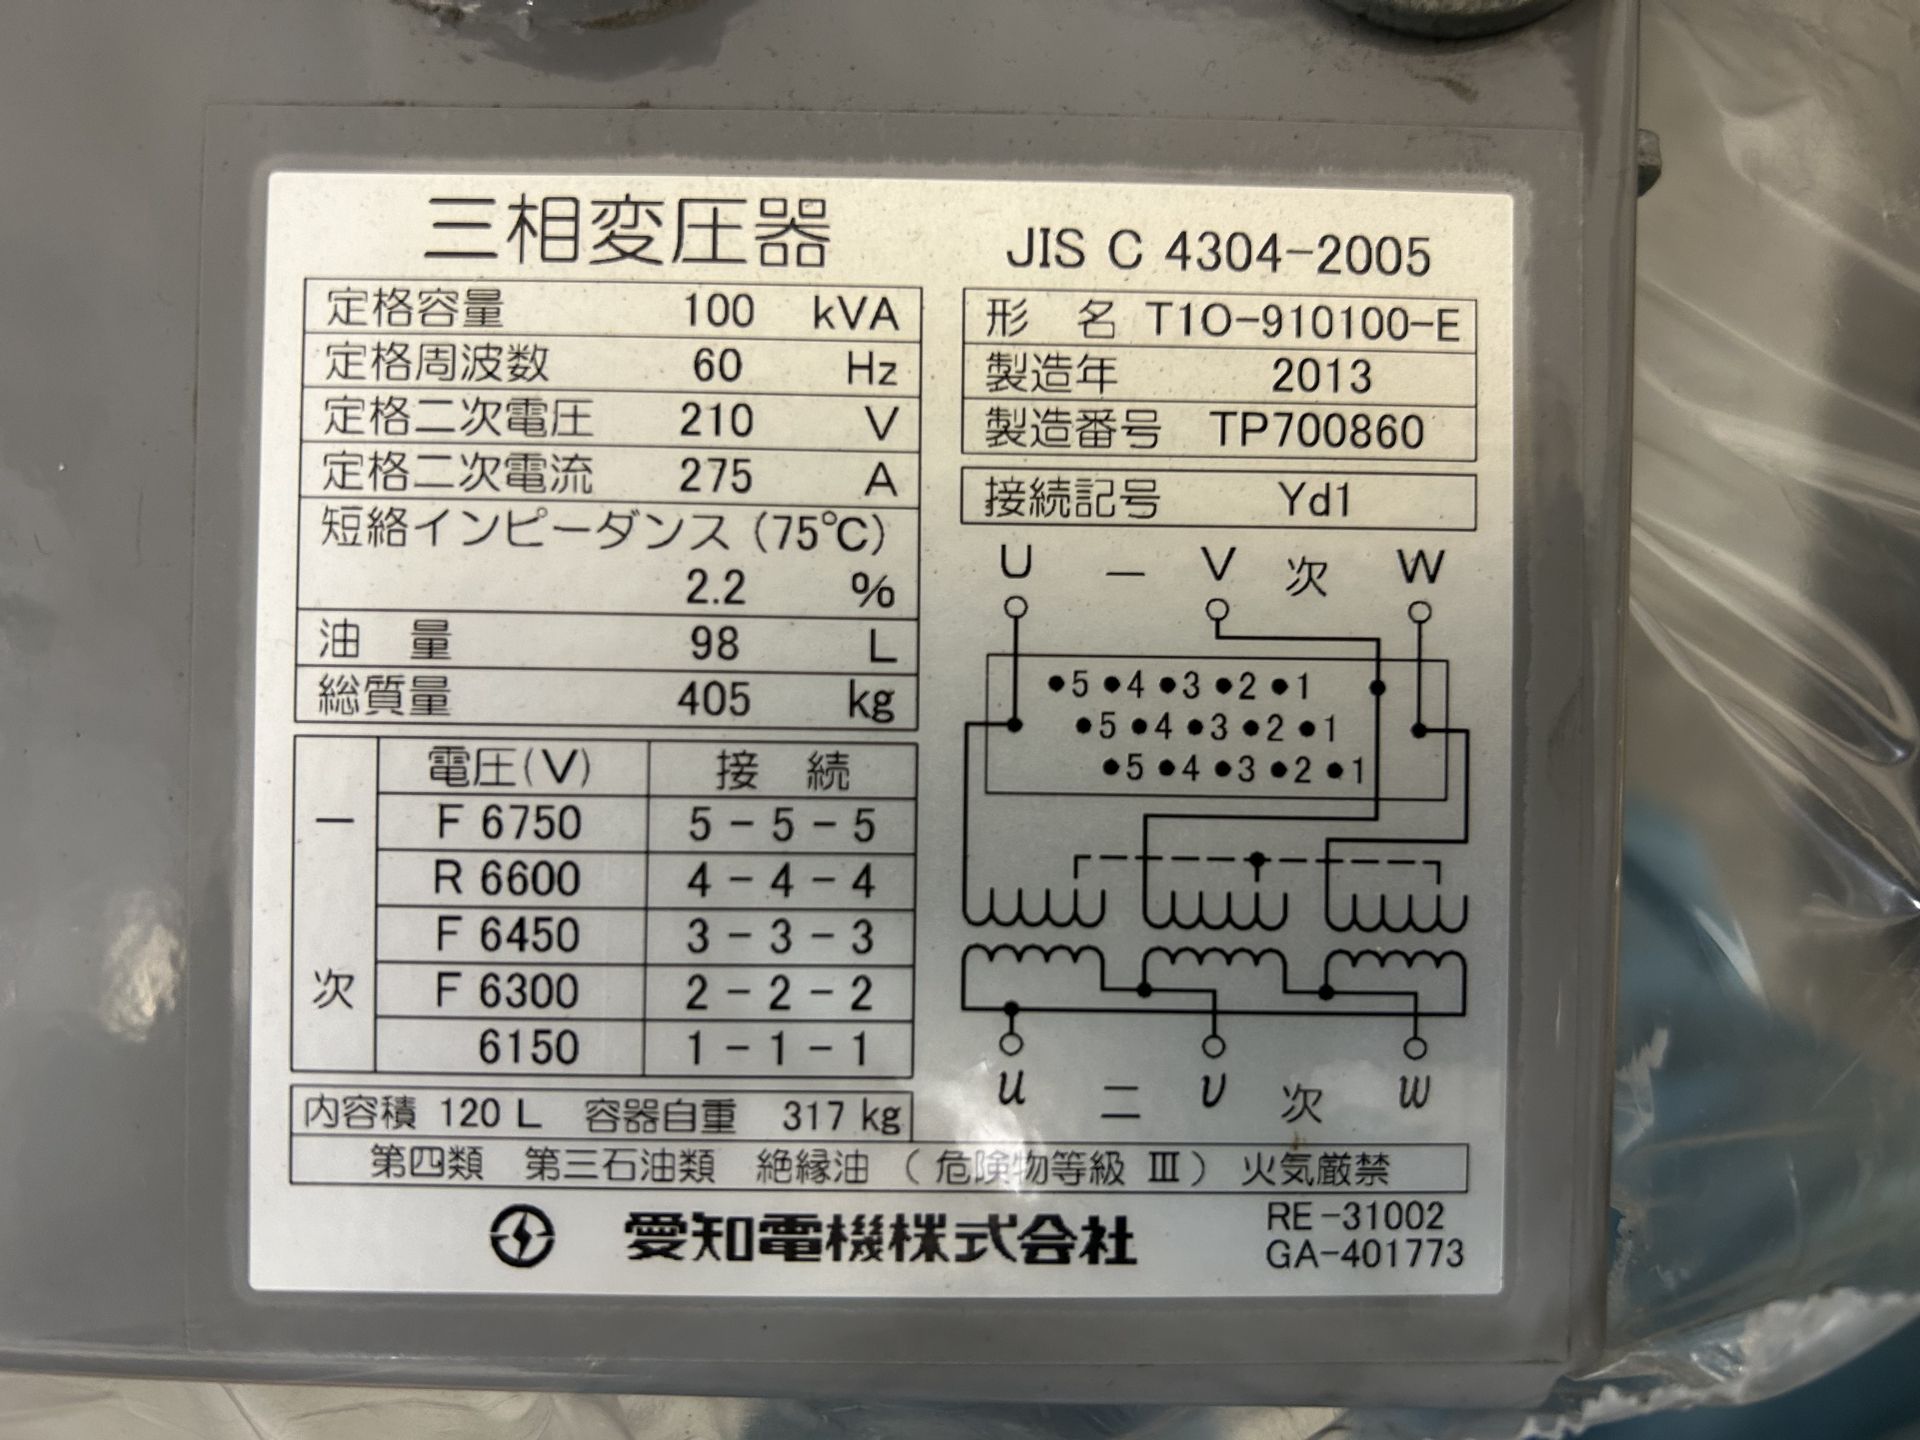 三相変圧器
JIS C 4304-2005
定格容量 100 kVA
定格周波数 60 Hz
定格二次電圧 210 V
定格二次電流 275 A
短絡インピーダンス (75℃)
2.2 %
油 量 98 L
総質量 405 kg
形 名 T10-910100-E
製造年 2013
製造番号 TP700860
接続記号 Yd1
U 一 V 次 W
•5 •4 •3 •2 •1
•5 •4 •3 •2 •1
•5 •4 •3 •2 •1
u 二 v 次 w
一次
電圧(V) 接 続
F 6750 5 - 5 - 5
R 6600 4 - 4 - 4
F 6450 3 - 3 - 3
F 6300 2 - 2 - 2
6150 1 - 1 - 1
内容積 120 L 容器自重 317 kg
第四類 第三石油類 絶縁油 (危険物等級 III) 火気厳禁
愛知電機株式会社
RE-31002
GA-401773